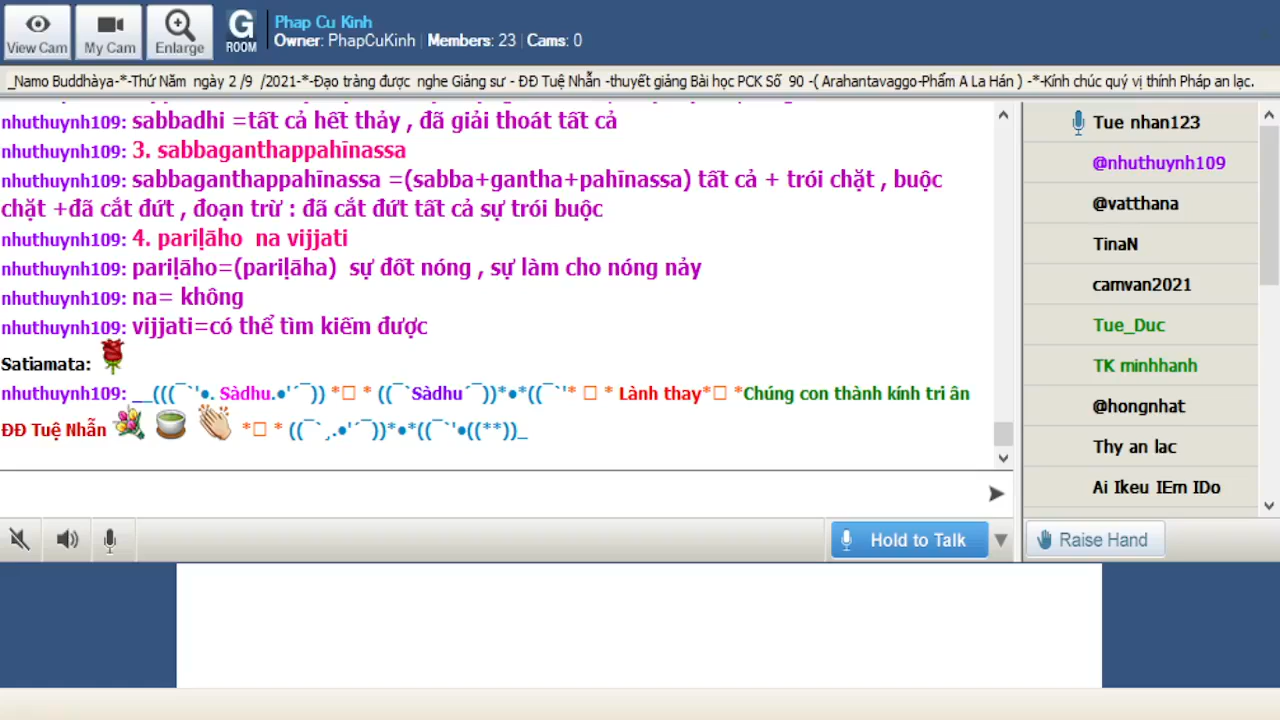 View Cam
My Cam
Enlarge
G
ROOM
Phap Cu Kinh
Owner: PhapCuKinh | Members: 23 | Cams: 0
_Namo Buddhàya-*-Thứ Năm ngày 2 /9 /2021-*-Đạo tràng được nghe Giảng sư - ĐĐ Tuệ Nhẫn -thuyết giảng Bài học PCK Số 90 -( Arahantavaggo-Phẩm A La Hán ) -*-Kính chúc quý vị thính Pháp an lạc.
nhuthuynh109: sabbadhi =tất cả hết thảy , đã giải thoát tất cả
nhuthuynh109: 3. sabbaganthappahīnassa
nhuthuynh109: sabbaganthappahīnassa =(sabba+gantha+pahīnassa) tất cả + trói chặt , buộc
chặt +đã cắt đứt , đoạn trừ : đã cắt đứt tất cả sự trói buộc
nhuthuynh109: 4. pariḷāho na vijjati
nhuthuynh109: pariḷāho=(pariḷāha) sự đốt nóng , sự làm cho nóng nảy
nhuthuynh109: na= không
nhuthuynh109: vijjati=có thể tìm kiếm được
Satiamata:
nhuthuynh109: __(((¯`'•. Sàdhu.•'´¯)) *□ * ((¯`Sàdhu´¯))*•*((¯`'* □ * Lành thay*□ *Chúng con thành kính tri ân
ĐĐ Tuệ Nhẫn *□ * ((¯`¸.•'´¯))*•*((¯`'•((**))_
Tue nhan123
@nhuthuynh109
@vatthana
TinaN
camvan2021
Tue_Duc
TK minhhanh
@hongnhat
Thy an lac
Ai Ikeu IEm IDo
Hold to Talk
Raise Hand